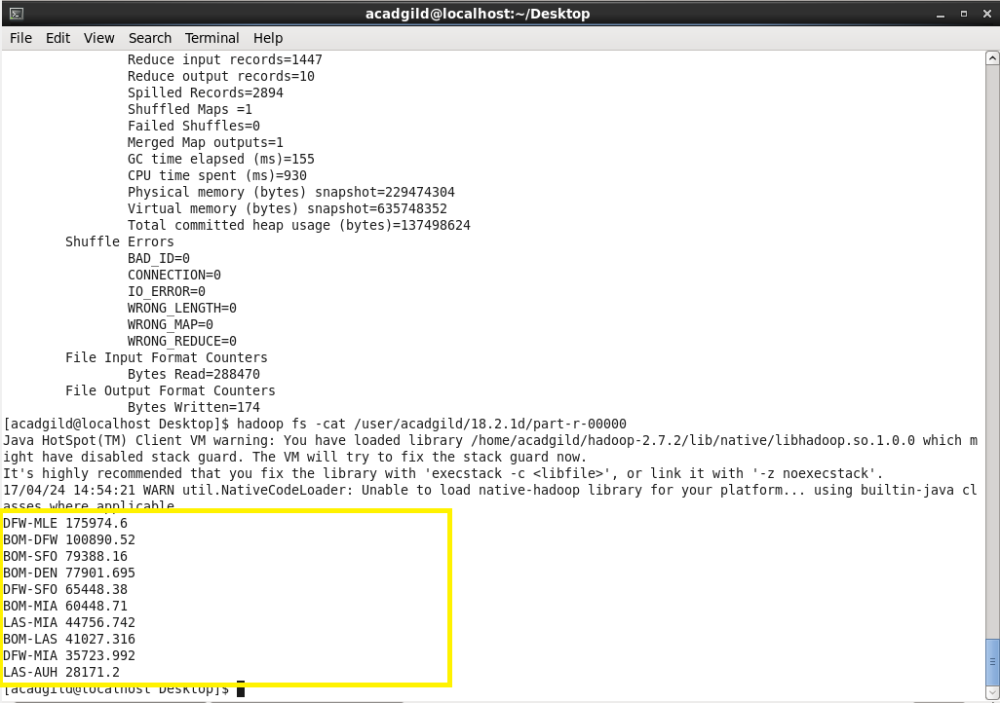 acadgild@localhost:~/Desktop
File Edit View Search Terminal Help
Reduce input records=1447
Reduce output records=10
Spilled Records=2894
Shuffled Maps =1
Failed Shuffles=0
Merged Map outputs=1
GC time elapsed (ms)=155
CPU time spent (ms)=930
Physical memory (bytes) snapshot=229474304
Virtual memory (bytes) snapshot=635748352
Total committed heap usage (bytes)=137498624
Shuffle Errors
BAD_ID=0
CONNECTION=0
IO_ERROR=0
WRONG_LENGTH=0
WRONG_MAP=0
WRONG_REDUCE=0
File Input Format Counters
Bytes Read=288470
File Output Format Counters
Bytes Written=174
[acadgild@localhost Desktop]$ hadoop fs -cat /user/acadgild/18.2.1d/part-r-00000
Java HotSpot(TM) Client VM warning: You have loaded library /home/acadgild/hadoop-2.7.2/lib/native/libhadoop.so.1.0.0 which m
ight have disabled stack guard. The VM will try to fix the stack guard now.
It's highly recommended that you fix the library with 'execstack -c <libfile>', or link it with '-z noexecstack'.
17/04/24 14:54:21 WARN util.NativeCodeLoader: Unable to load native-hadoop library for your platform... using builtin-java cl
asses where applicable
DFW-MLE 175974.6
BOM-DFW 100890.52
BOM-SFO 79388.16
BOM-DEN 77901.695
DFW-SFO 65448.38
BOM-MIA 60448.71
LAS-MIA 44756.742
BOM-LAS 41027.316
DFW-MIA 35723.992
LAS-AUH 28171.2
[acadgild@localhost Desktop]$